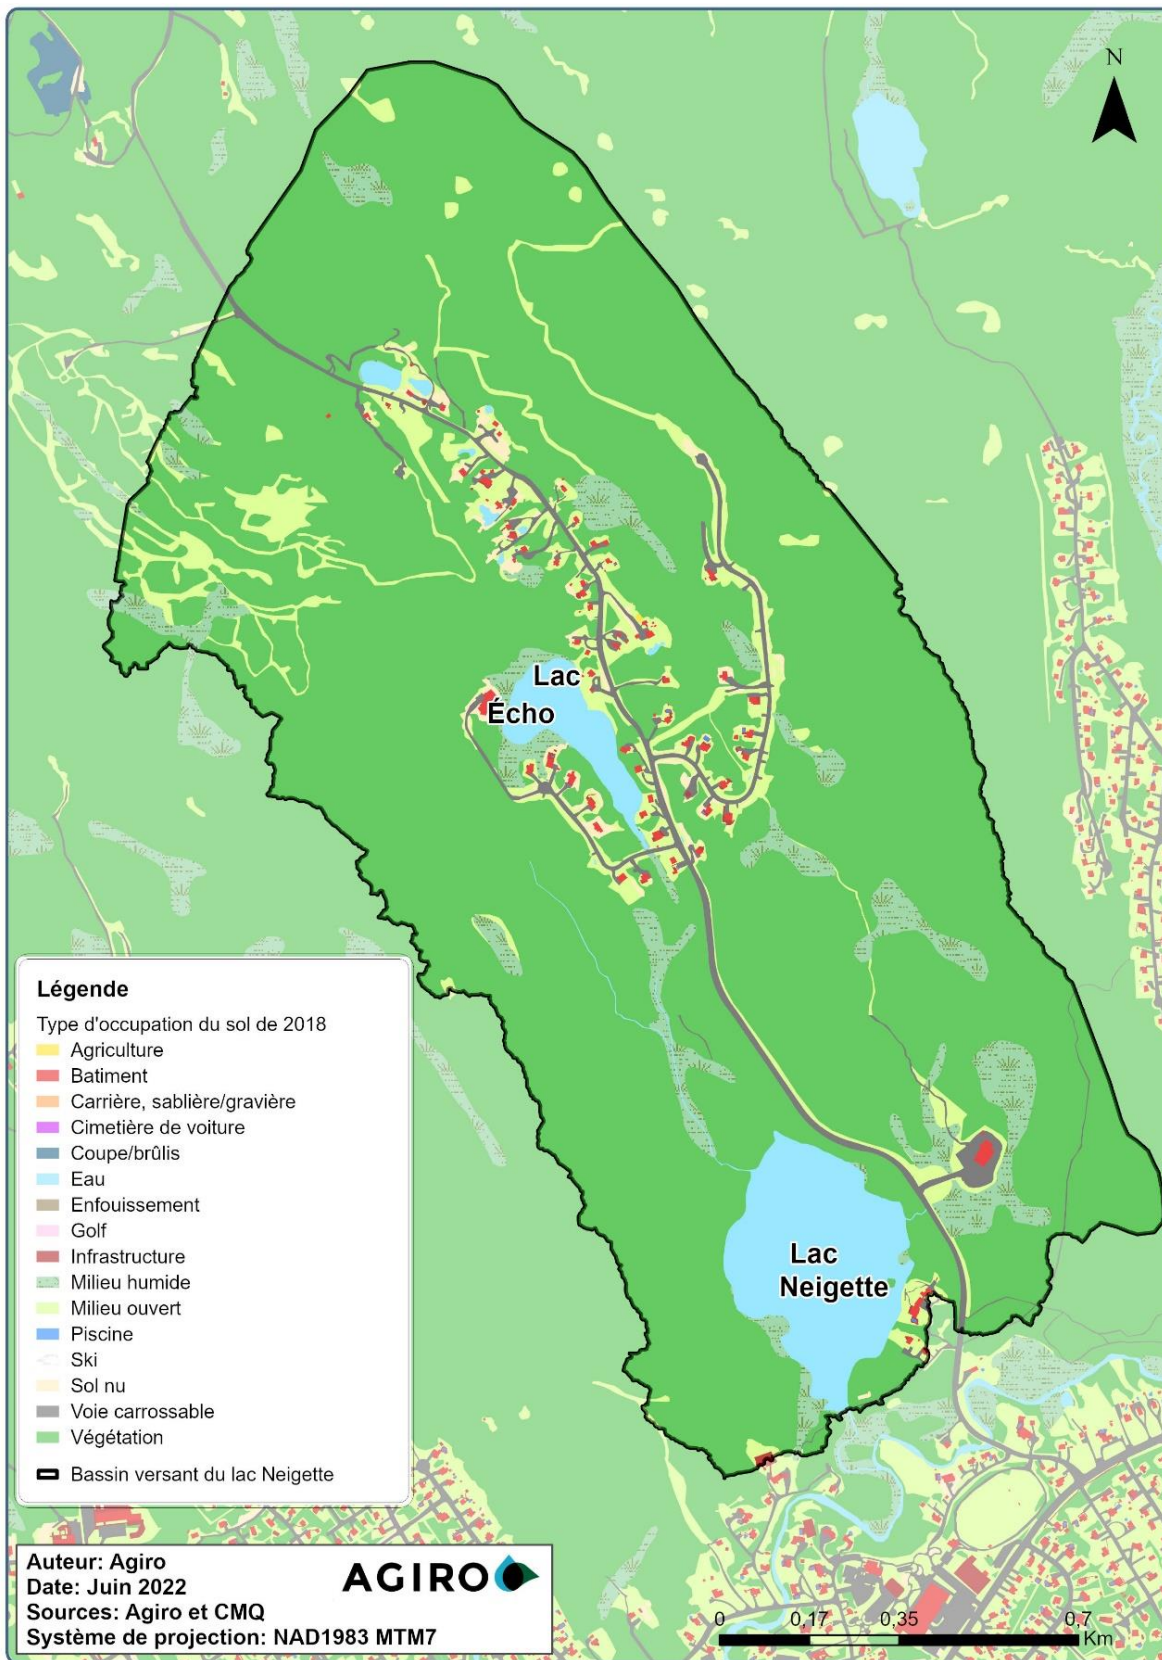 N
Lac
Écho
Lac
Neigette
Légende
Type d'occupation du sol de 2018
Agriculture
Batiment
Carrière, sablière/gravière
Cimetière de voiture
Coupe/brûlis
Eau
Enfouissement
Golf
Infrastructure
Milieu humide
Milieu ouvert
Piscine
Ski
Sol nu
Voie carrossable
Végétation
Bassin versant du lac Neigette
Auteur: Agiro
Date: Juin 2022
Sources: Agiro et CMQ
Système de projection: NAD1983 MTM7
AGIRO
0 0,17 0,35 0,7
Km